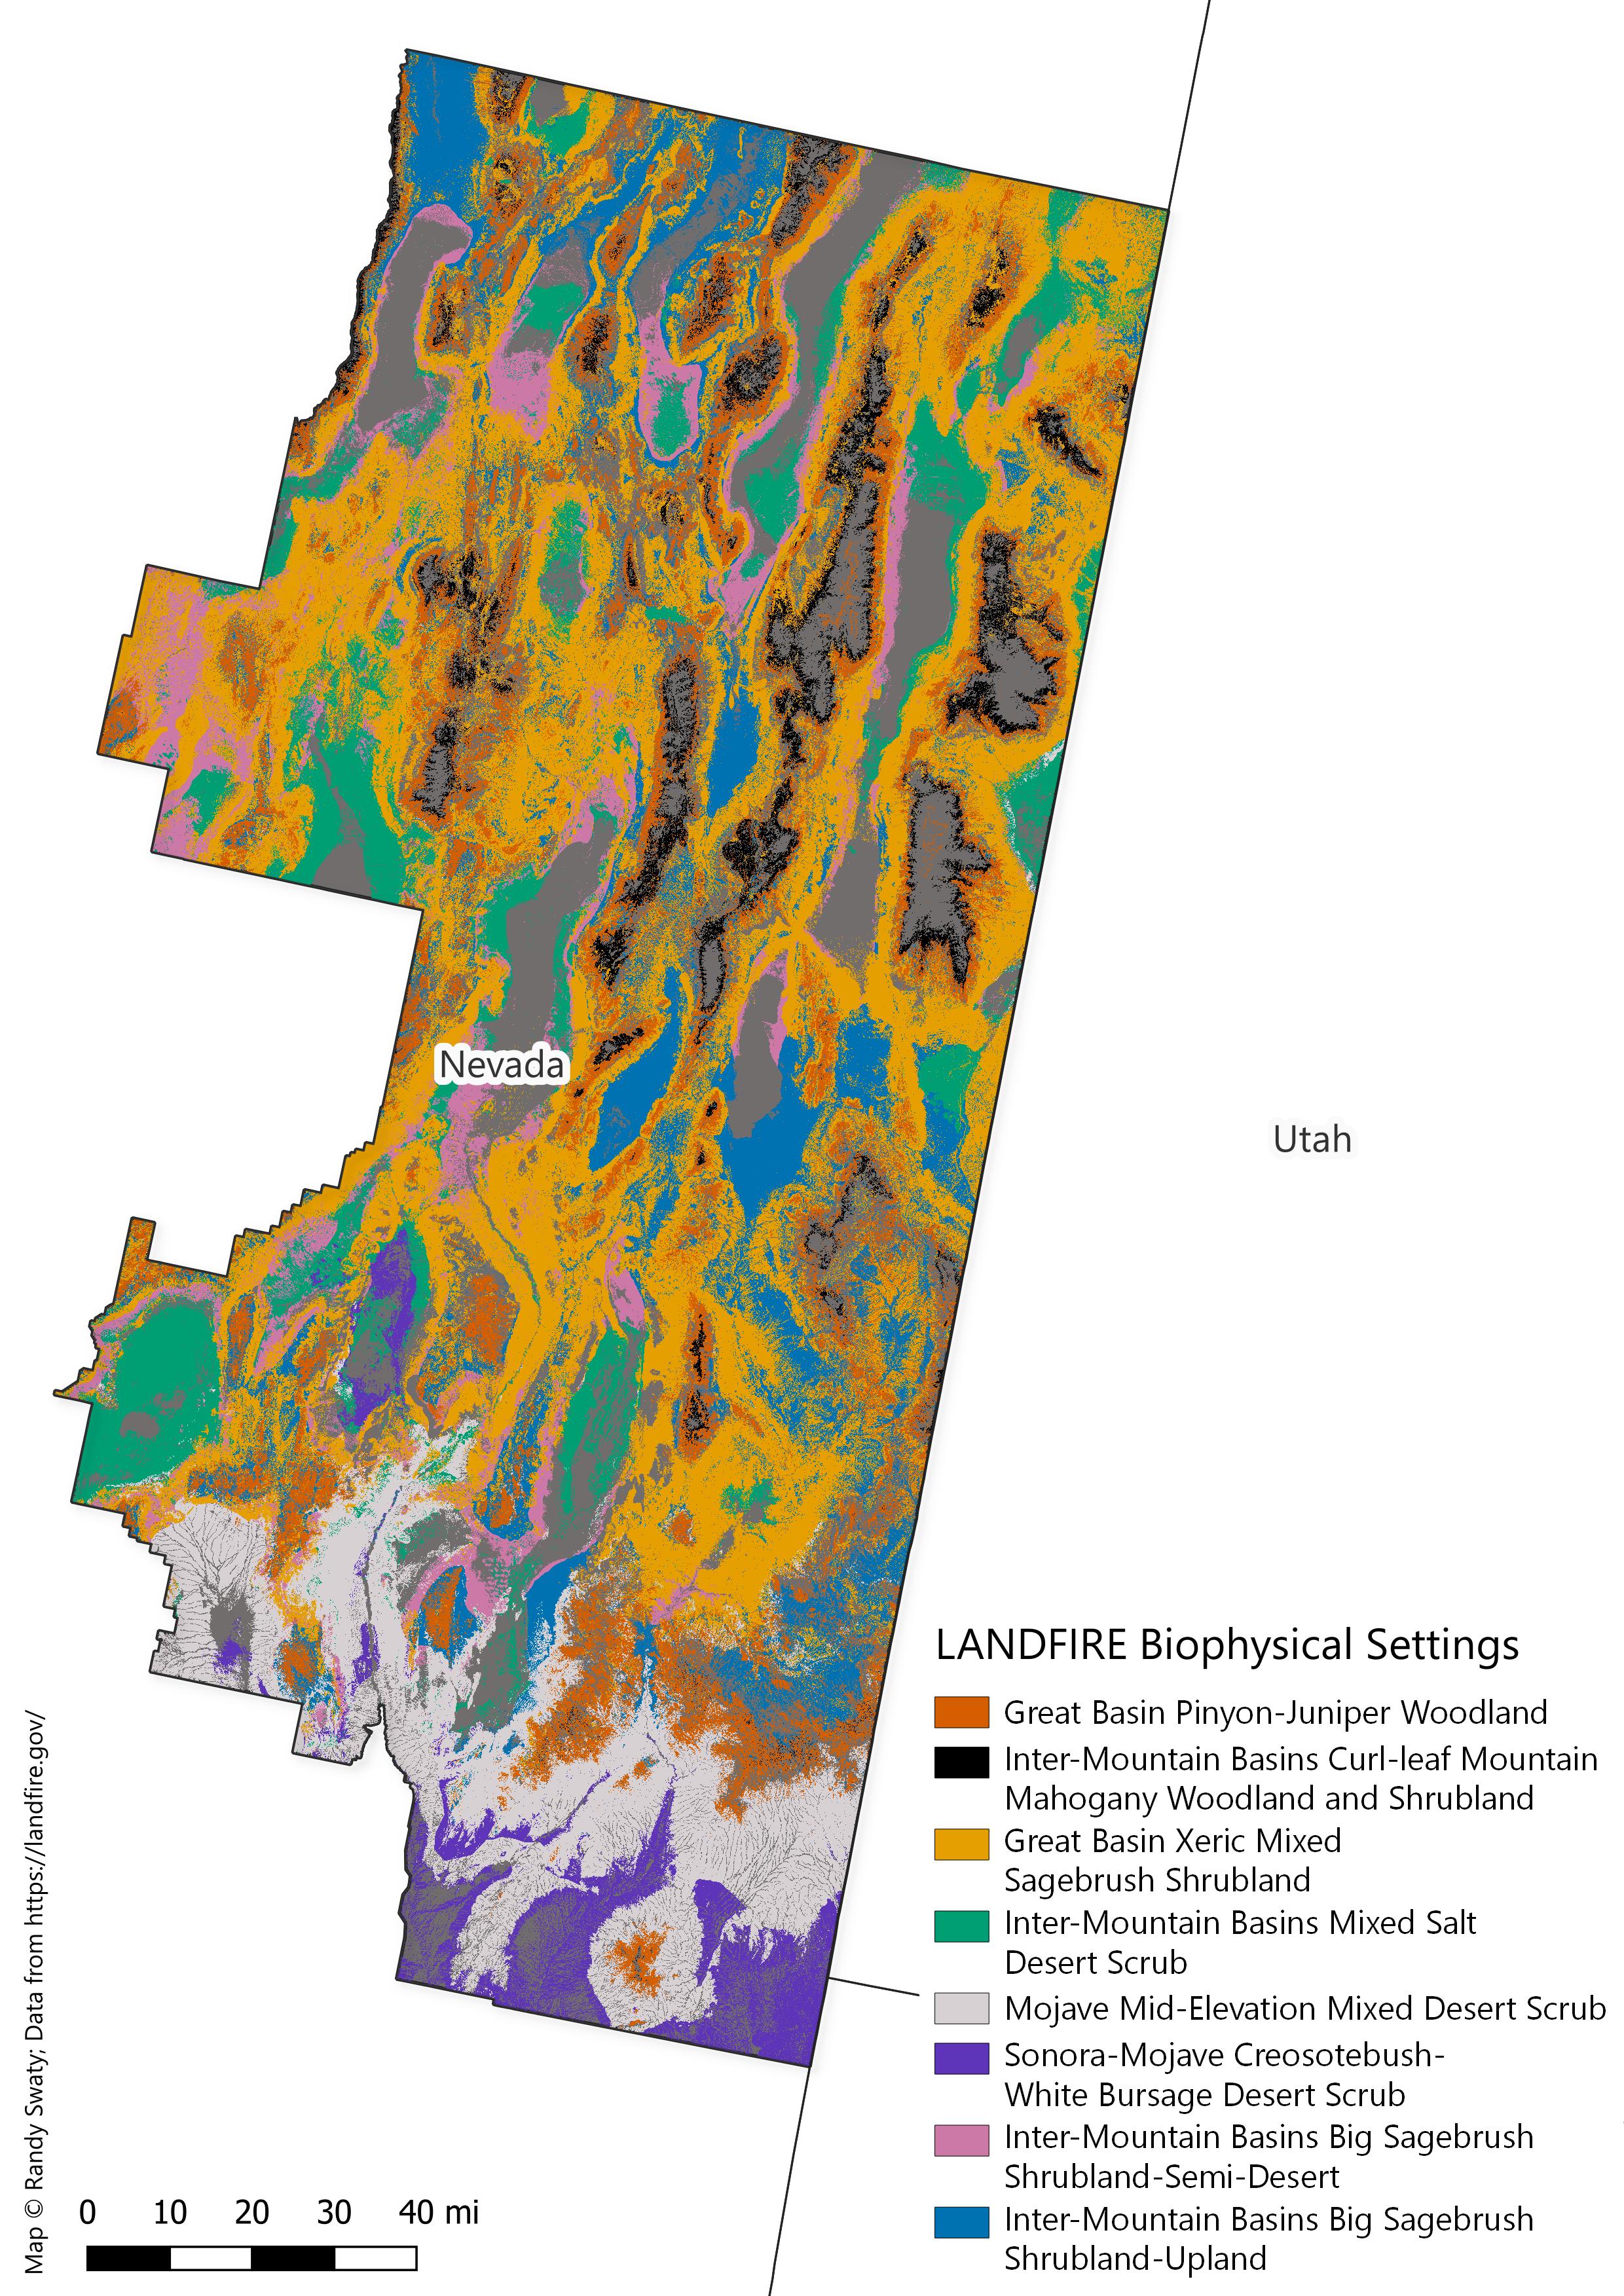 Nevada
Utah
LANDFIRE Biophysical Settings
Great Basin Pinyon-Juniper Woodland
Inter-Mountain Basins Curl-leaf Mountain
Mahogany Woodland and Shrubland
Great Basin Xeric Mixed
Sagebrush Shrubland
Inter-Mountain Basins Mixed Salt
Desert Scrub
Mojave Mid-Elevation Mixed Desert Scrub
Sonora-Mojave Creosotebush-
White Bursage Desert Scrub
Inter-Mountain Basins Big Sagebrush
Shrubland-Semi-Desert
Inter-Mountain Basins Big Sagebrush
Shrubland-Upland
0 10 20 30 40 mi
Map © Randy Swaty; Data from https://landfire.gov/